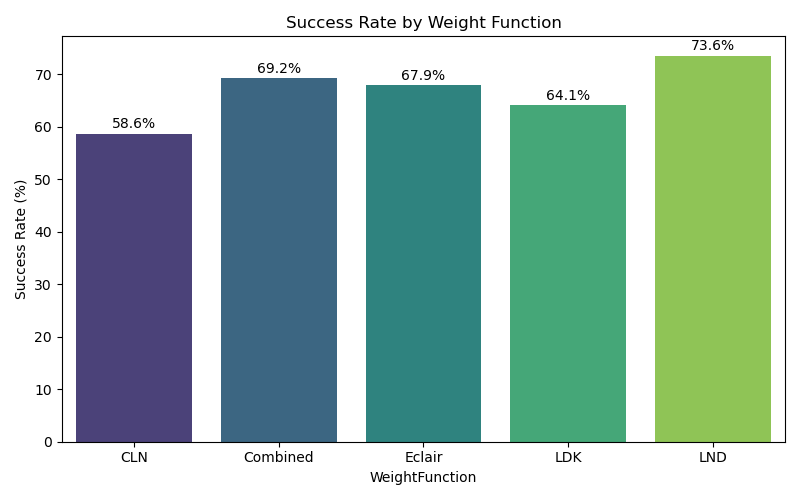 Success Rate by Weight Function
Success Rate (%)
70
60
50
40
30
20
10
0
58.6%
69.2%
67.9%
64.1%
73.6%
CLN
Combined
Eclair
LDK
LND
WeightFunction